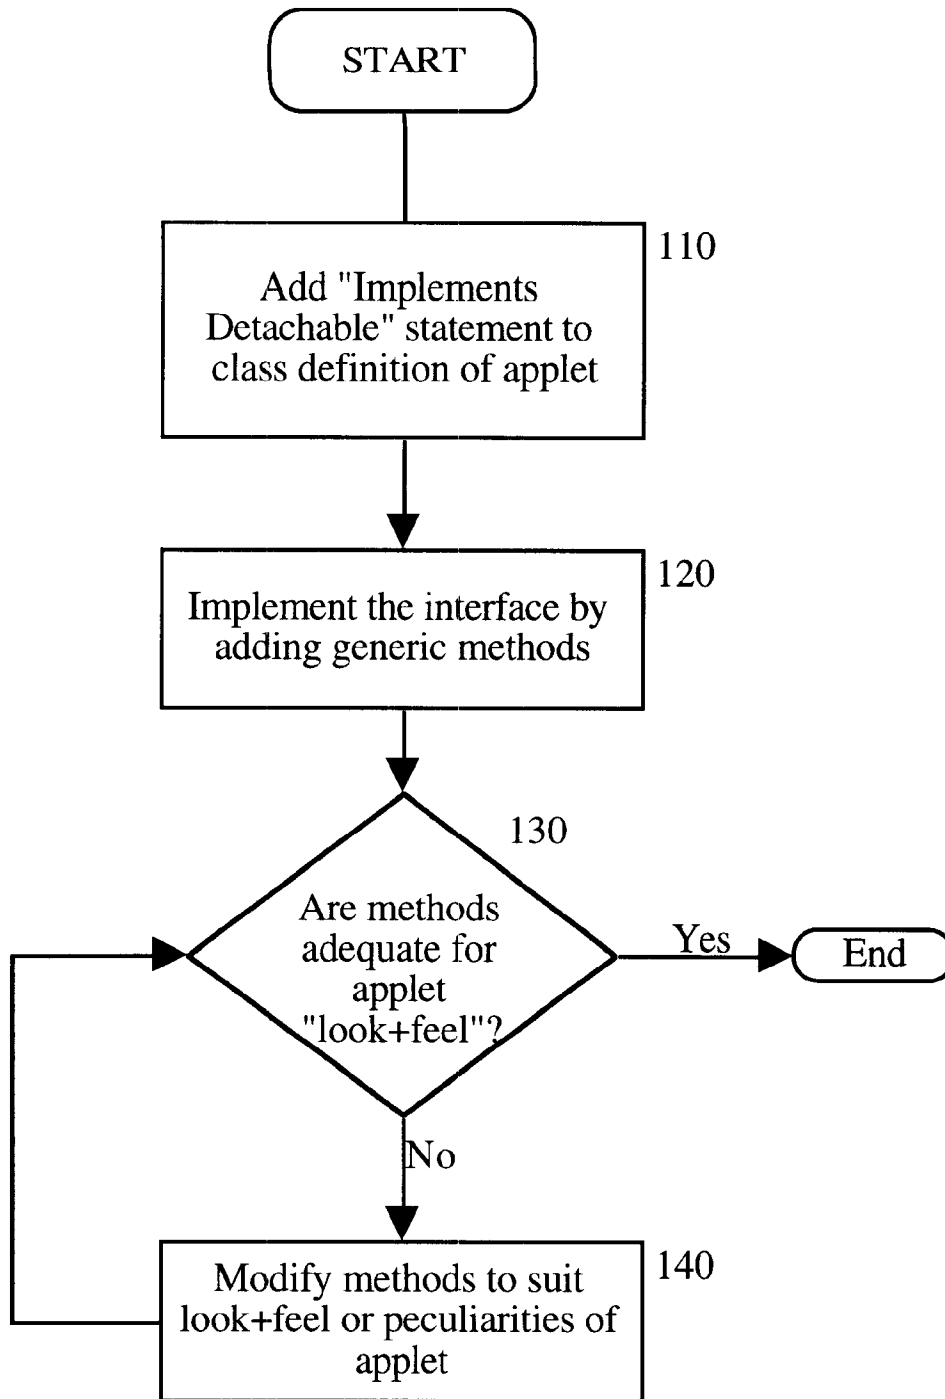 START
110
Add "Implements
Detachable" statement to
class definition of applet
120
Implement the interface by
adding generic methods
130
Are methods
adequate for
applet
"look+feel"?
Yes
End
No
140
Modify methods to suit
look+feel or peculiarities of
applet